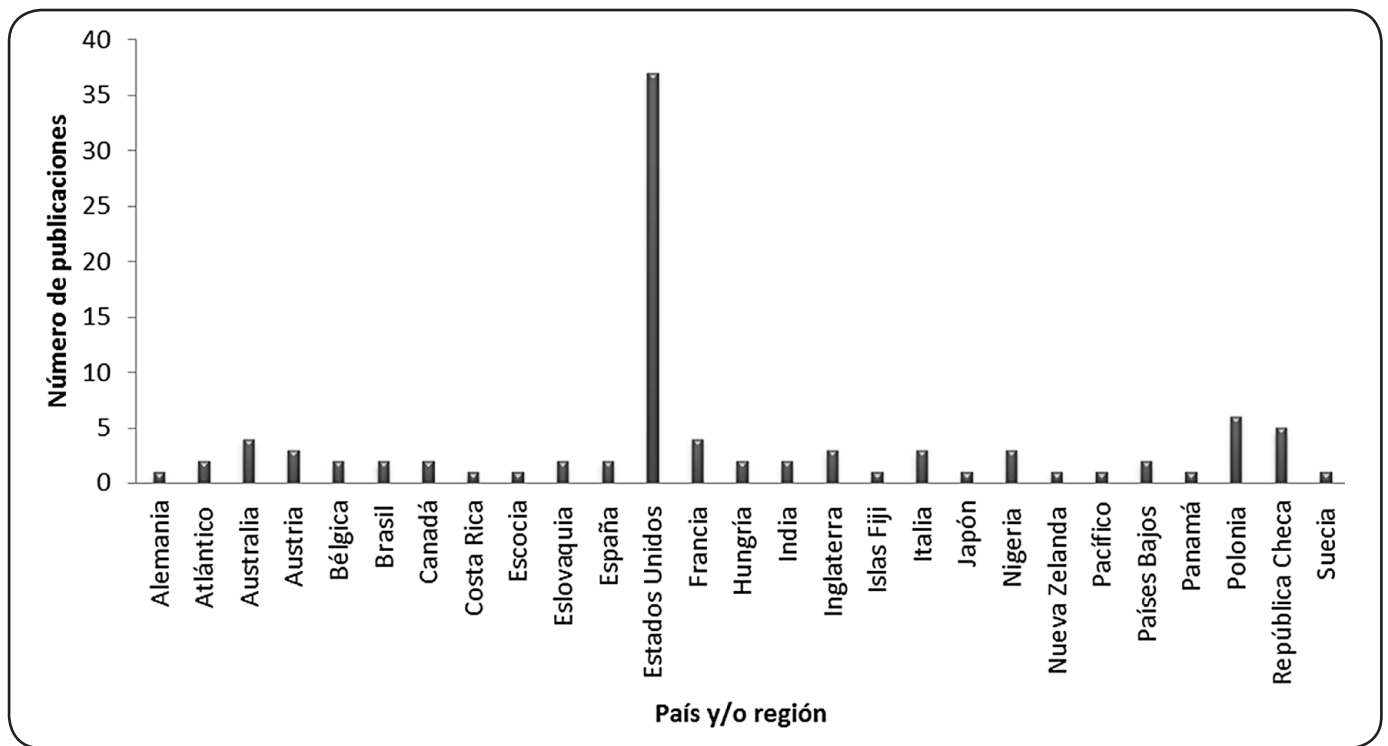 Número de publicaciones
40
35
30
25
20
15
10
5
0
Alemania
Atlántico
Australia
Austria
Bélgica
Brasil
Canadá
Costa Rica
Escocia
Eslovaquia
España
Estados Unidos
Francia
Hungría
India
Inglaterra
Islas Fiji
Italia
Japón
Nigeria
Nueva Zelanda
Pacífico
Países Bajos
Panamá
Polonia
República Checa
Suecia
País y/o región